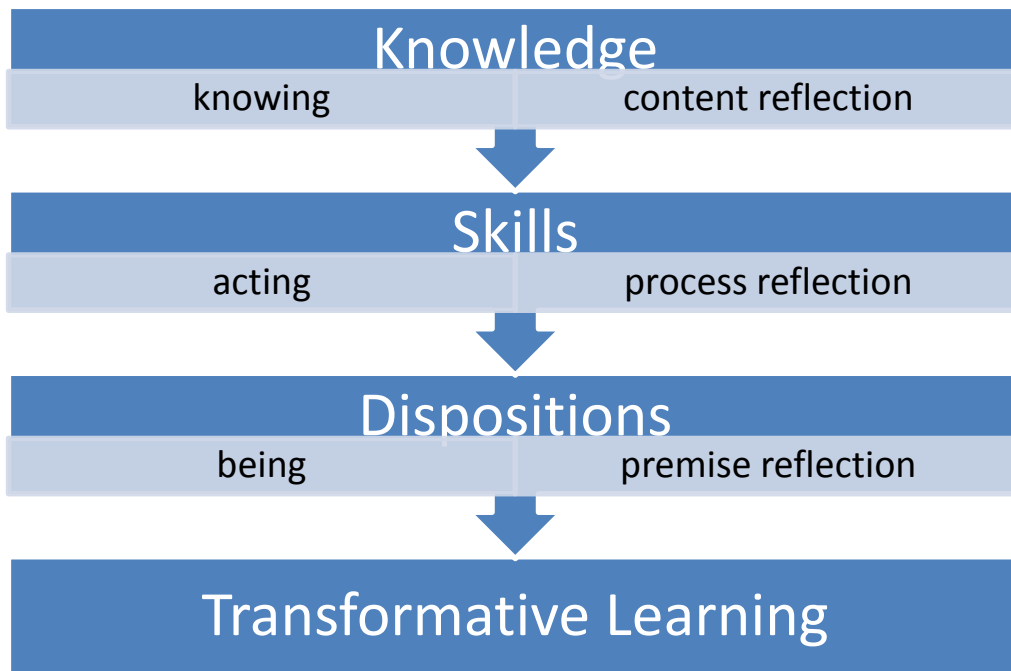 Knowledge
knowing content reflection
Skills
acting process reflection
Dispositions
being premise reflection
Transformative Learning